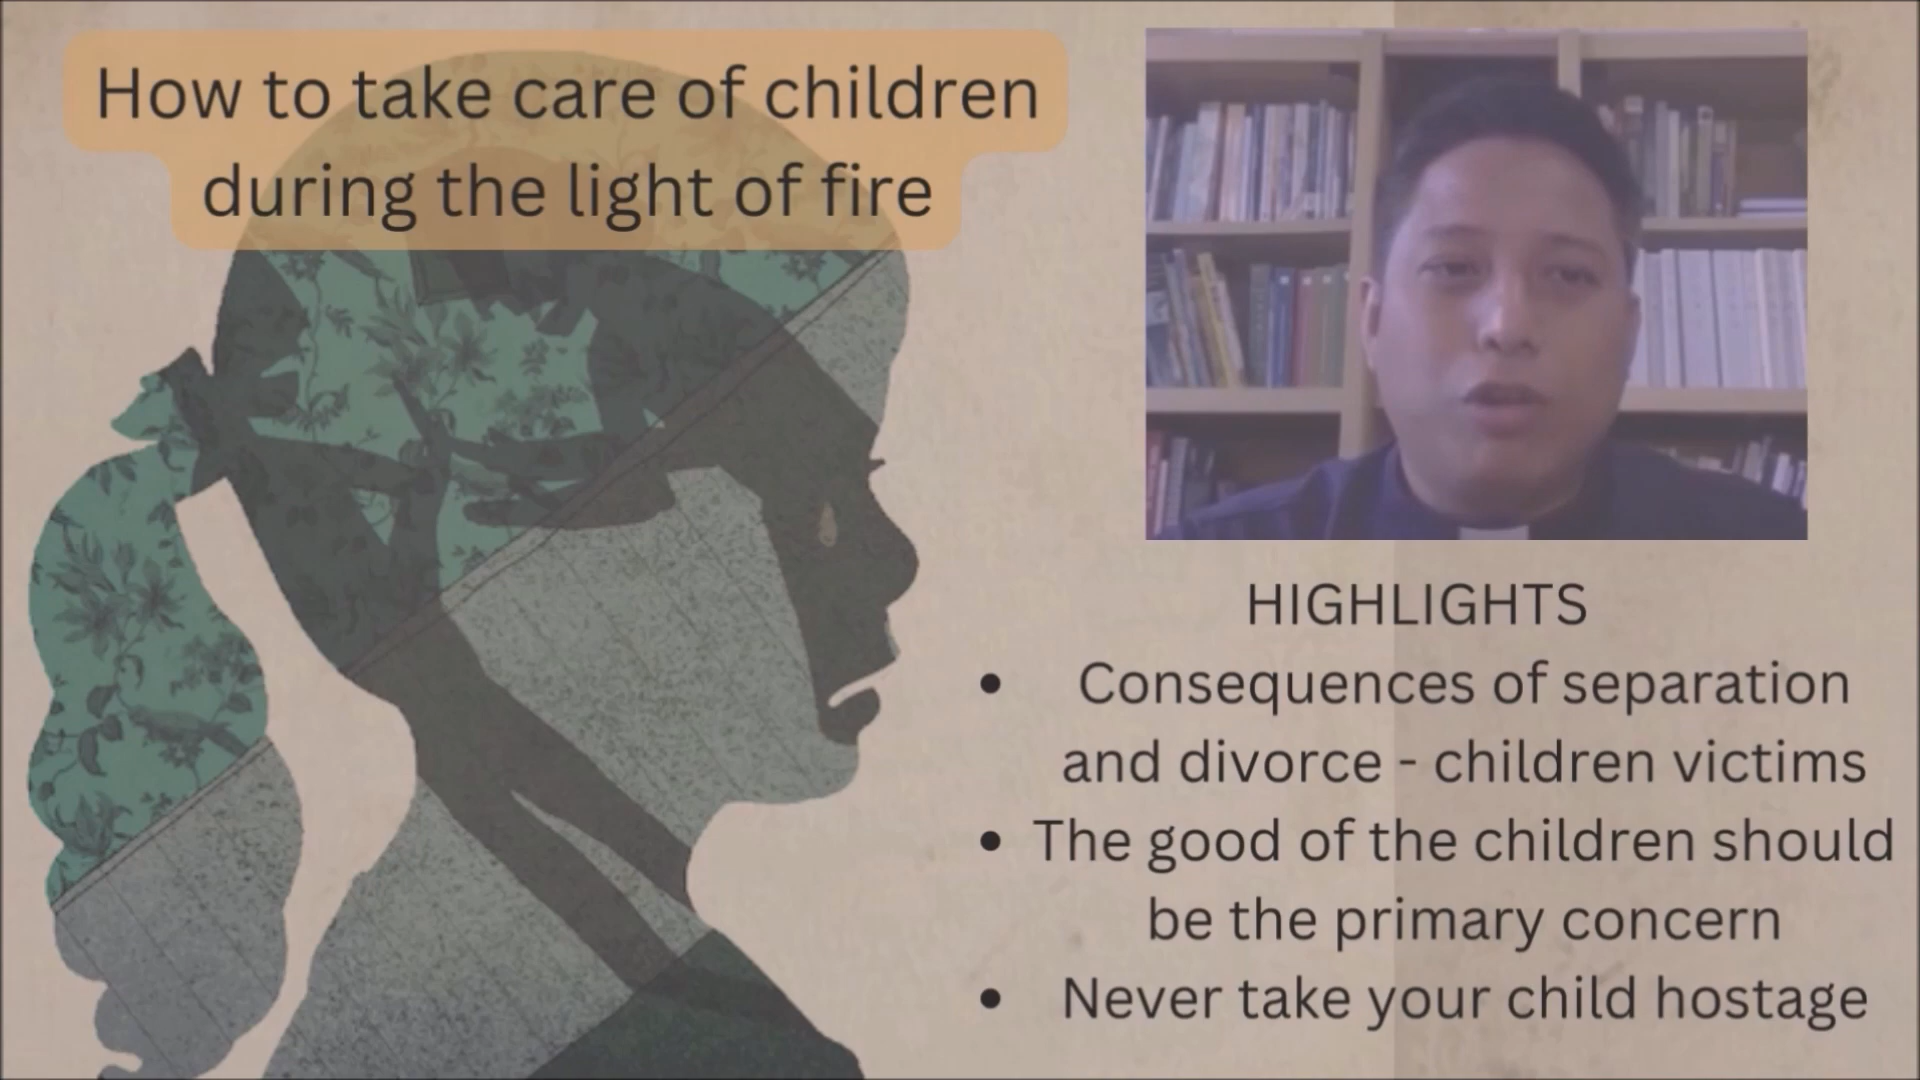 How to take care of children
during the light of fire
HIGHLIGHTS
• Consequences of separation
and divorce - children victims
• The good of the children should
be the primary concern
• Never take your child hostage